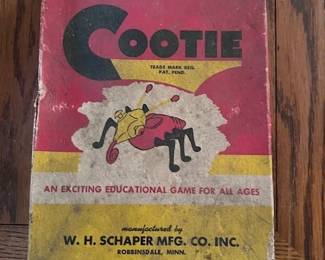 COOTIE
TRADE MARK REG.
PAT. PEND.
AN EXCITING EDUCATIONAL GAME FOR ALL AGES
manufactured by
W. H. SCHAPER MFG. CO. INC.
ROBBINSDALE, MINN.